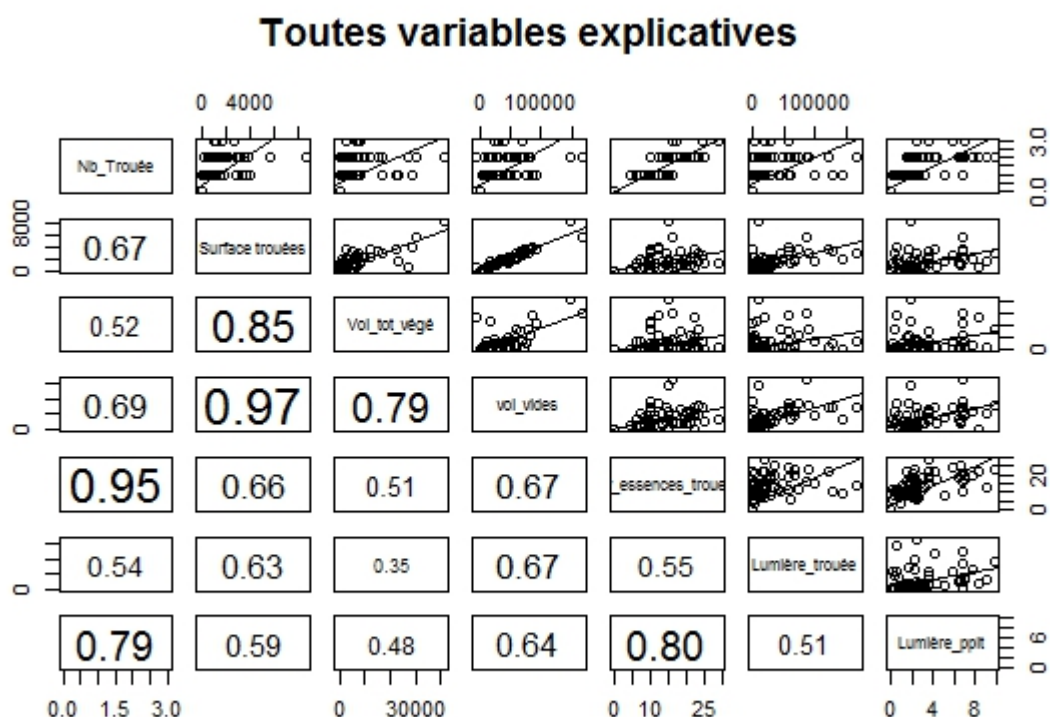 Toutes variables explicatives
0 4000 0 100000 0 100000
Nb_Trouée 0.0 3.0
0 8000 0.67 Surface trouées
0.52 0.85 Vol_tot_végé 0
0 0.69 0.97 0.79 vol_vides
0.95 0.66 0.51 0.67 _essences_troue 0 20
0 0.54 0.63 0.35 0.67 0.55 Lumière_trouée
0.79 0.59 0.48 0.64 0.80 0.51 Lumière_ppit 0 6
0.0 1.5 3.0 0 30000 0 10 25 0 4 8